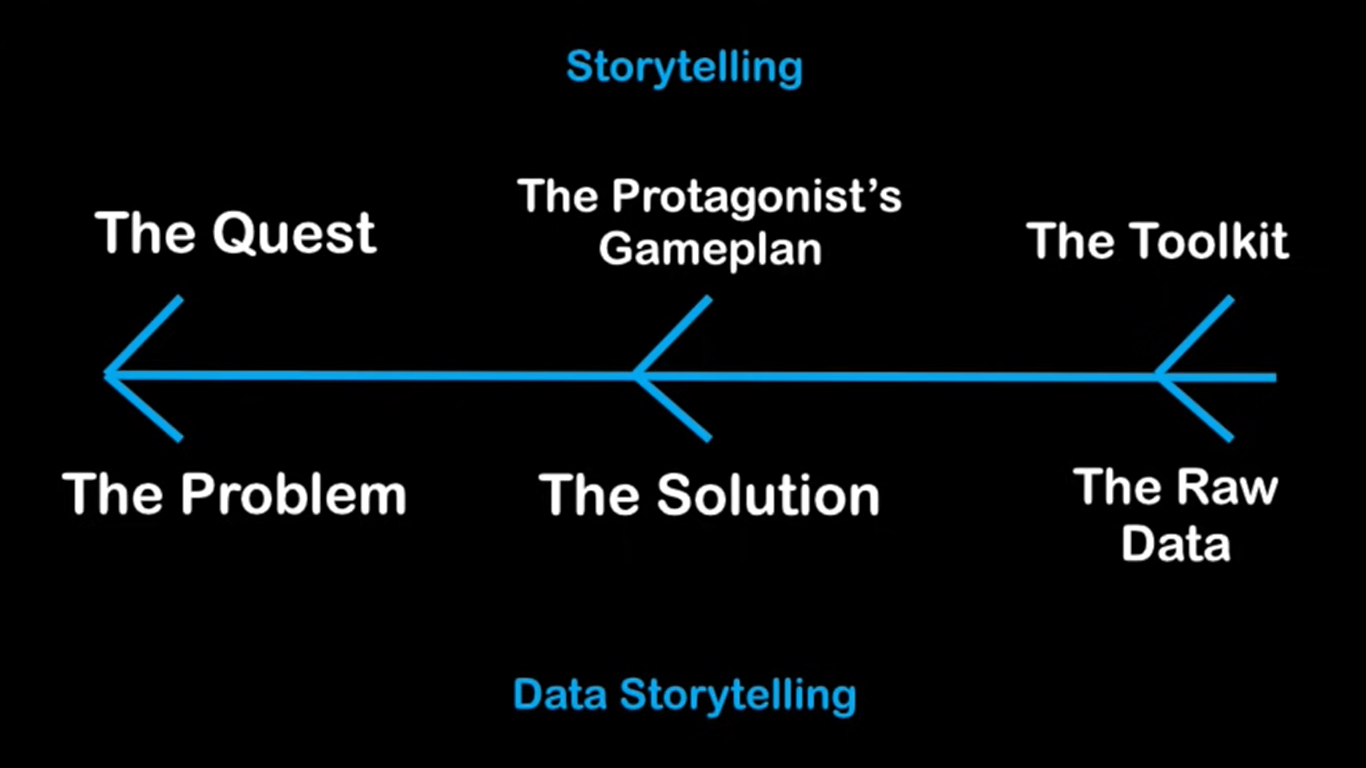 Storytelling
The Quest
The Protagonist’s
Gameplan
The Toolkit
The Problem
The Solution
The Raw
Data
Data Storytelling